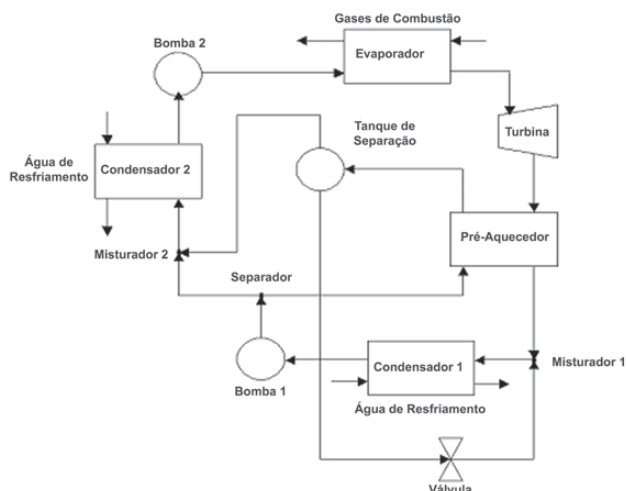 Gases de Combustão
Bomba 2
Evaporador
Tanque de
Separação
Turbina
Água de
Resfriamento
Condensador 2
Pré-Aquecedor
Misturador 2
Separador
Condensador 1
Misturador 1
Bomba 1
Água de Resfriamento
Válvula